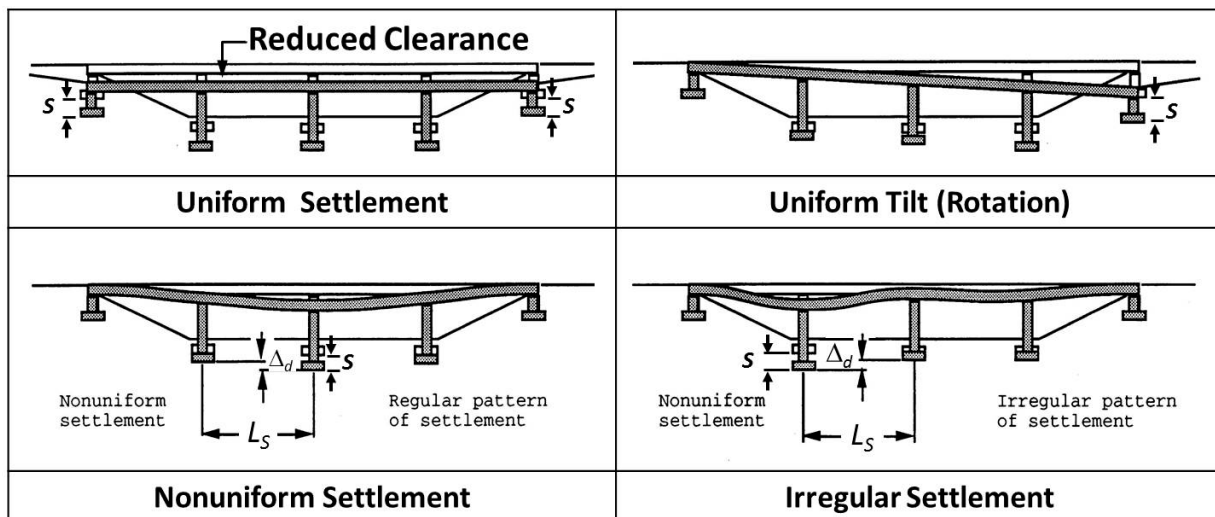 Reduced Clearance
S
S
Uniform Settlement
S
Uniform Tilt (Rotation)
Δd
S
Nonuniform
settlement
Regular pattern
of settlement
LS
Nonuniform Settlement
S
Δd
Nonuniform
settlement
Irregular pattern
of settlement
LS
Irregular Settlement